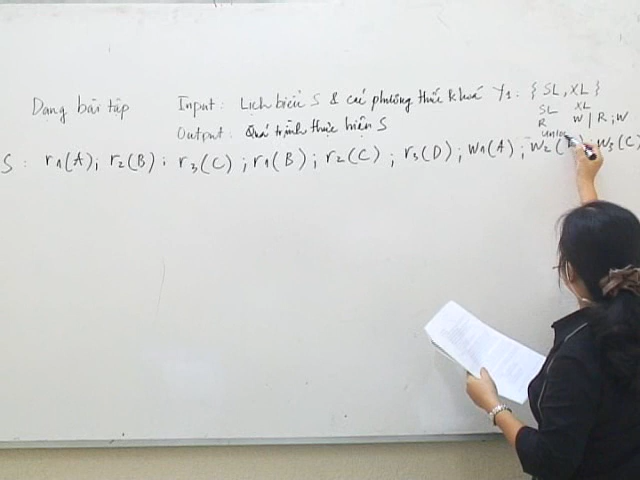 Dạng bài tập Input: Lịch biểu S & các phương thức khoá Y1: { SL, XL }
SL XL
R W | R; W
Output: Quá trình thực hiện S
unlock
S: r1(A); r2(B); r3(C); r1(B); r2(C); r3(D); w1(A); w2( ); w3(C)